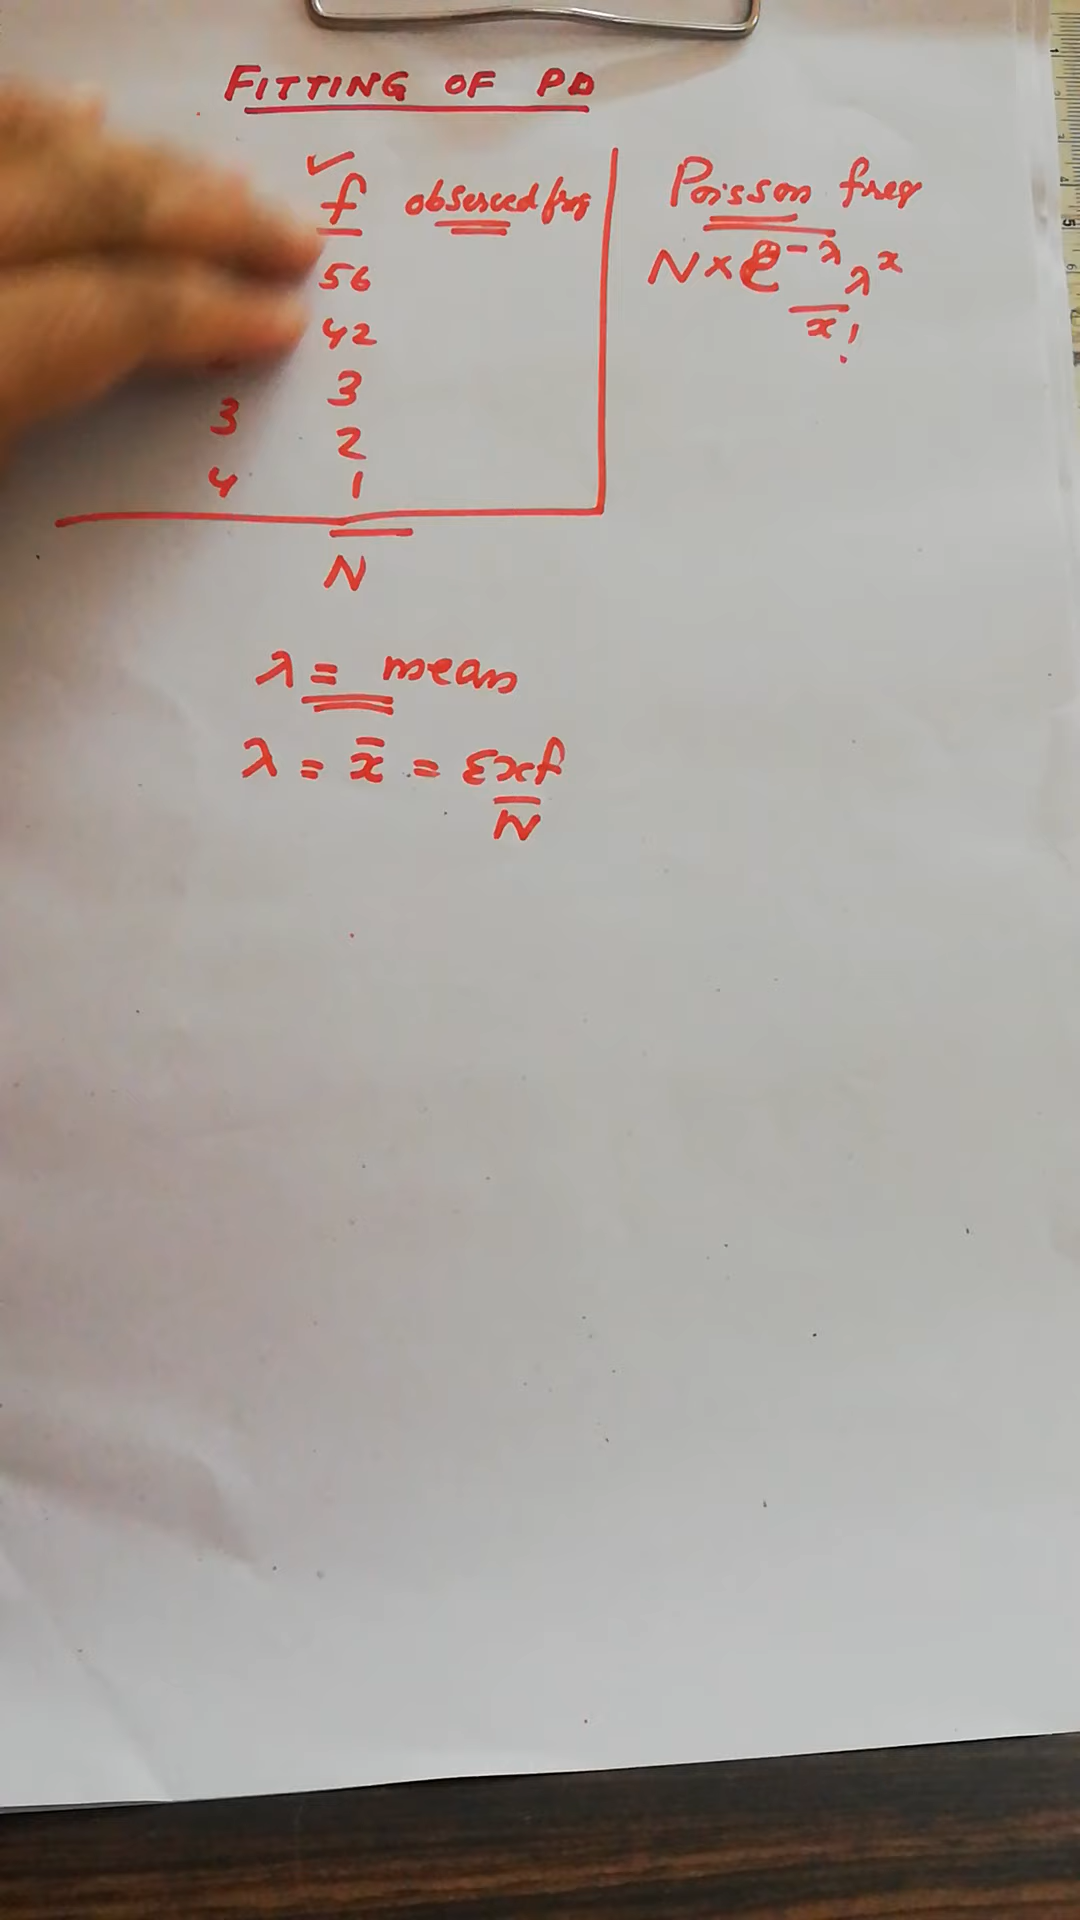 FITTING OF PD
✓
f observed freq
56
42
3 3
2
4 1
N
Poisson freq
N × e^-λ λ^x
x!
λ = mean
λ = x̄ = Σxf
N